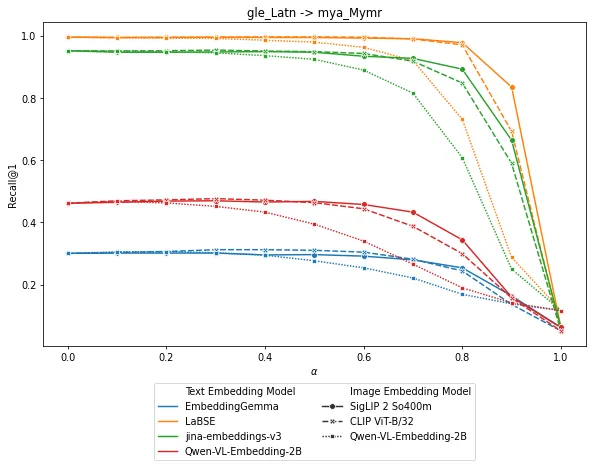 gle_Latn -> mya_Mymr
Recall@1
1.0
0.8
0.6
0.4
0.2
0.0 0.2 0.4 0.6 0.8 1.0
α
Text Embedding Model
EmbeddingGemma
LaBSE
jina-embeddings-v3
Qwen-VL-Embedding-2B
Image Embedding Model
SigLIP 2 So400m
CLIP ViT-B/32
Qwen-VL-Embedding-2B